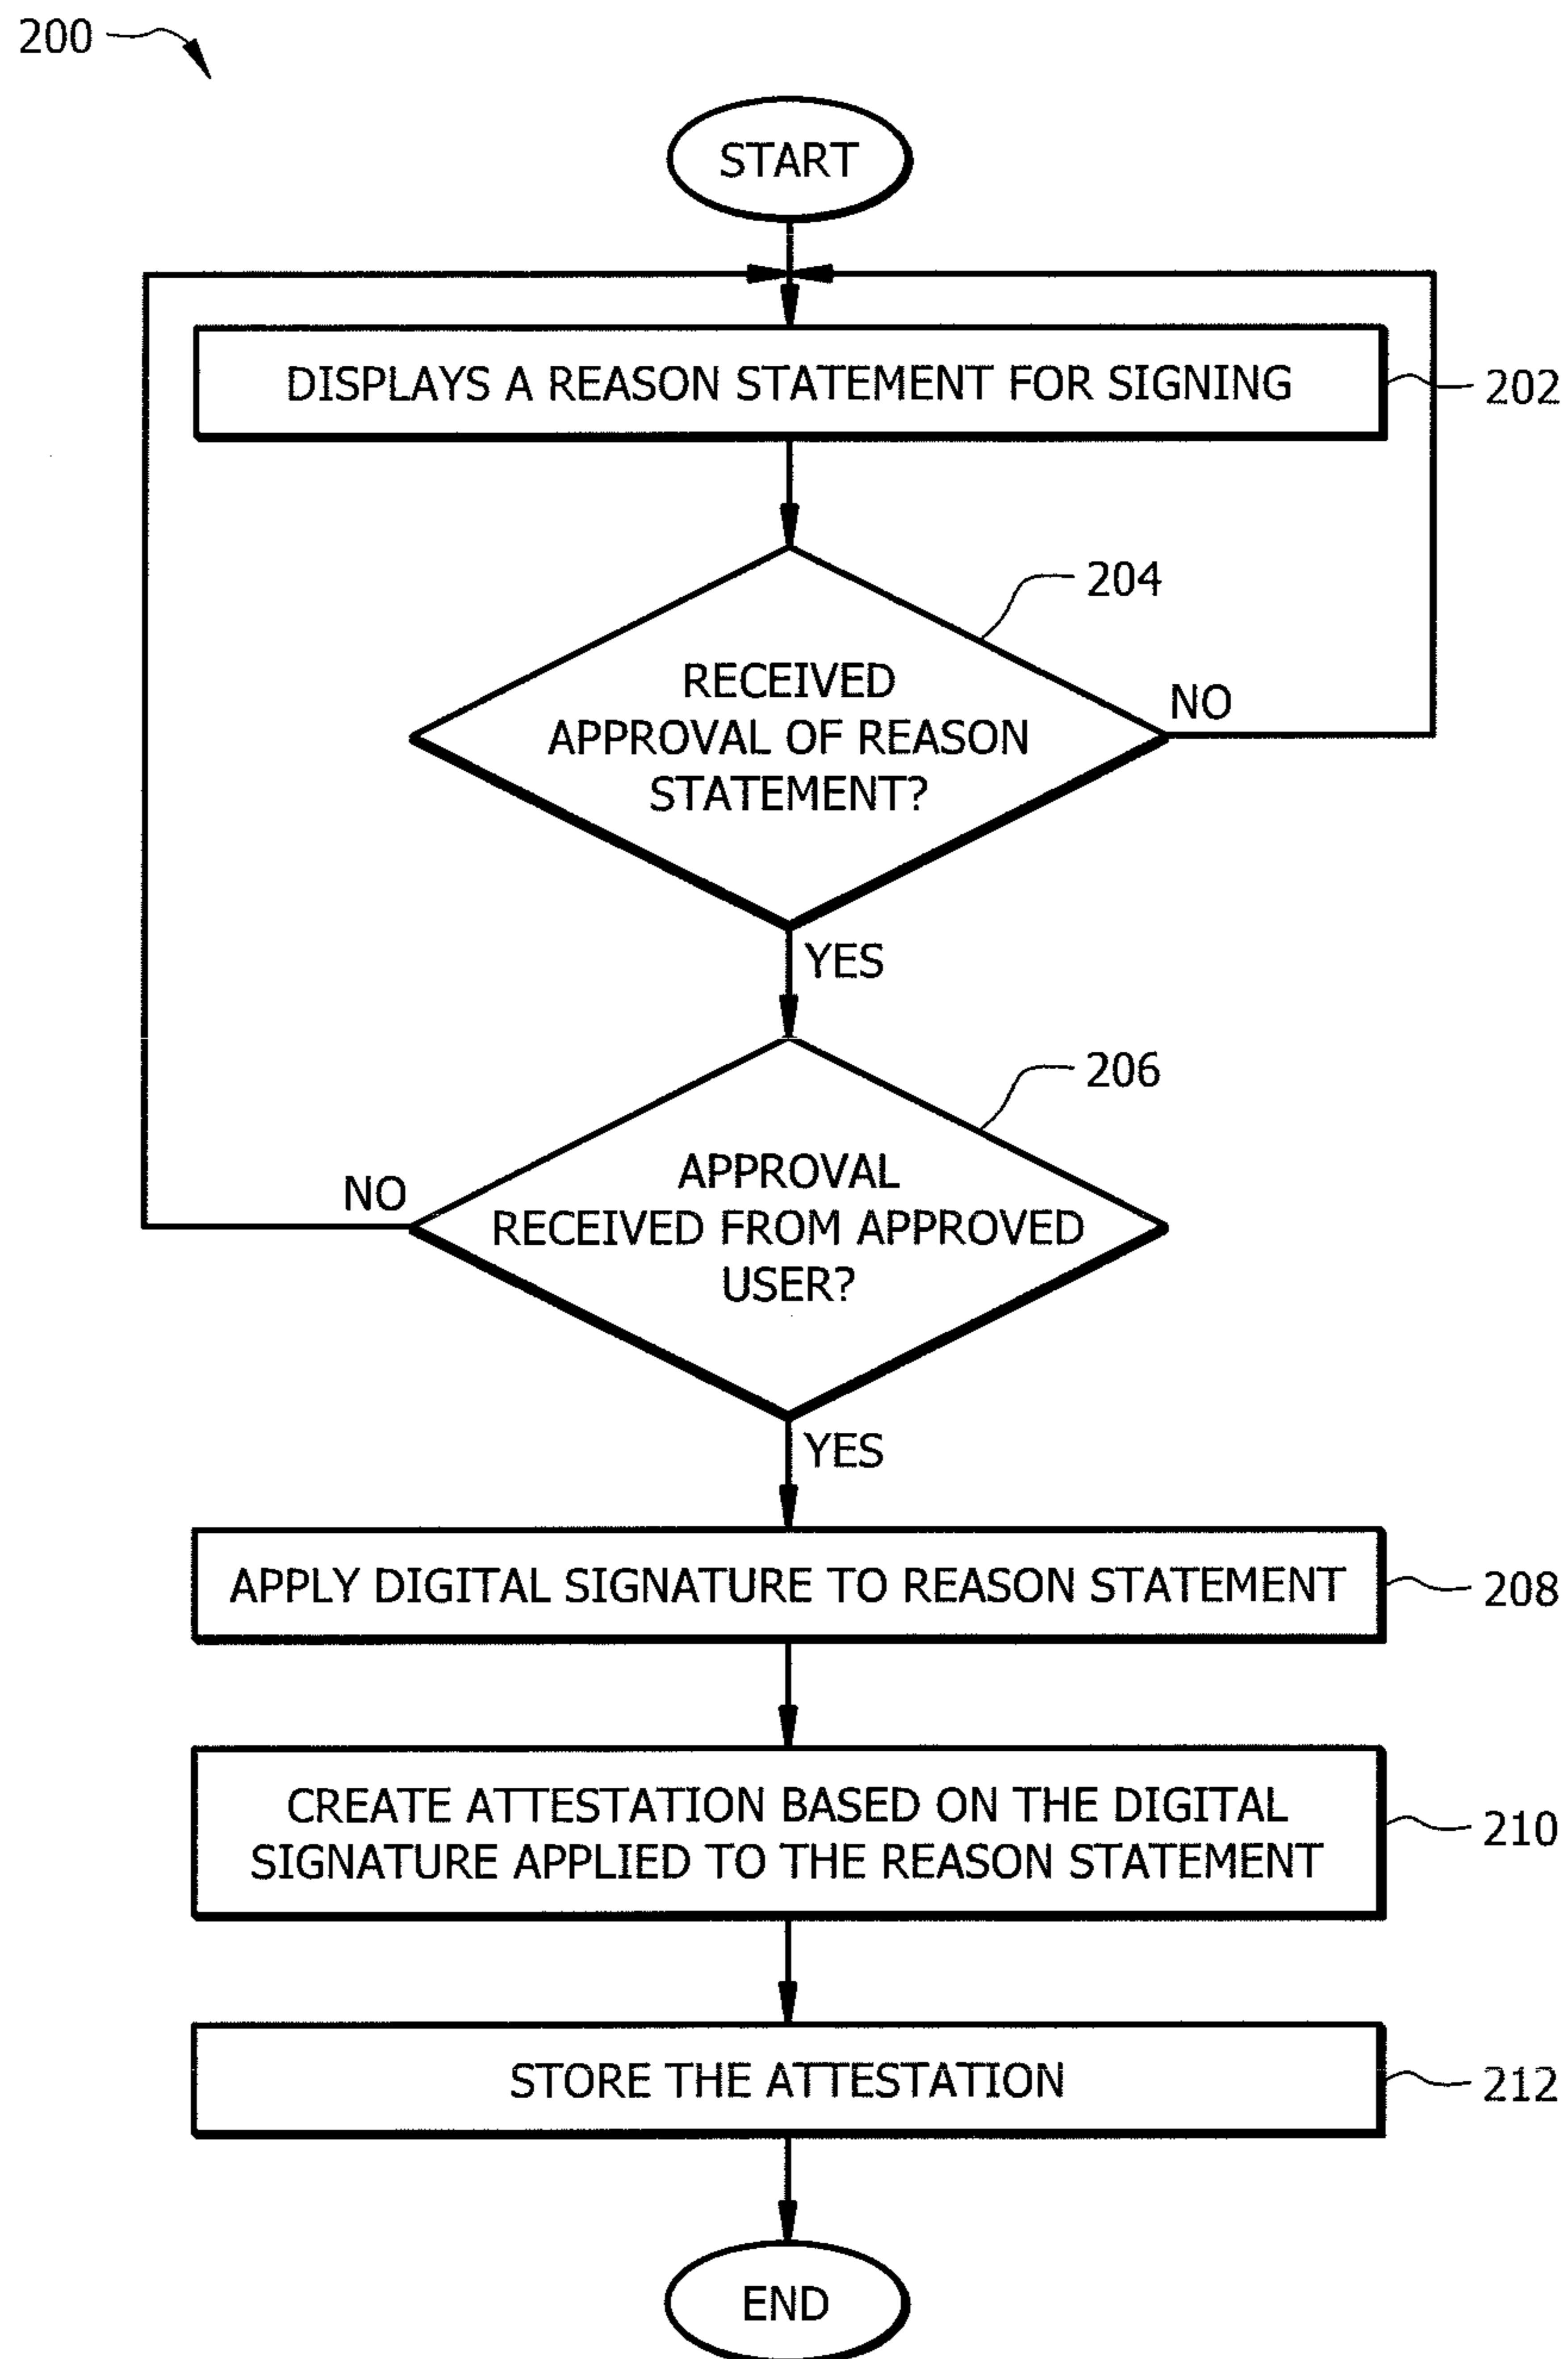 200
START
DISPLAYS A REASON STATEMENT FOR SIGNING
202
204
RECEIVED
APPROVAL OF REASON
STATEMENT?
NO
YES
206
APPROVAL
RECEIVED FROM APPROVED
USER?
NO
YES
APPLY DIGITAL SIGNATURE TO REASON STATEMENT
208
CREATE ATTESTATION BASED ON THE DIGITAL
SIGNATURE APPLIED TO THE REASON STATEMENT
210
STORE THE ATTESTATION
212
END